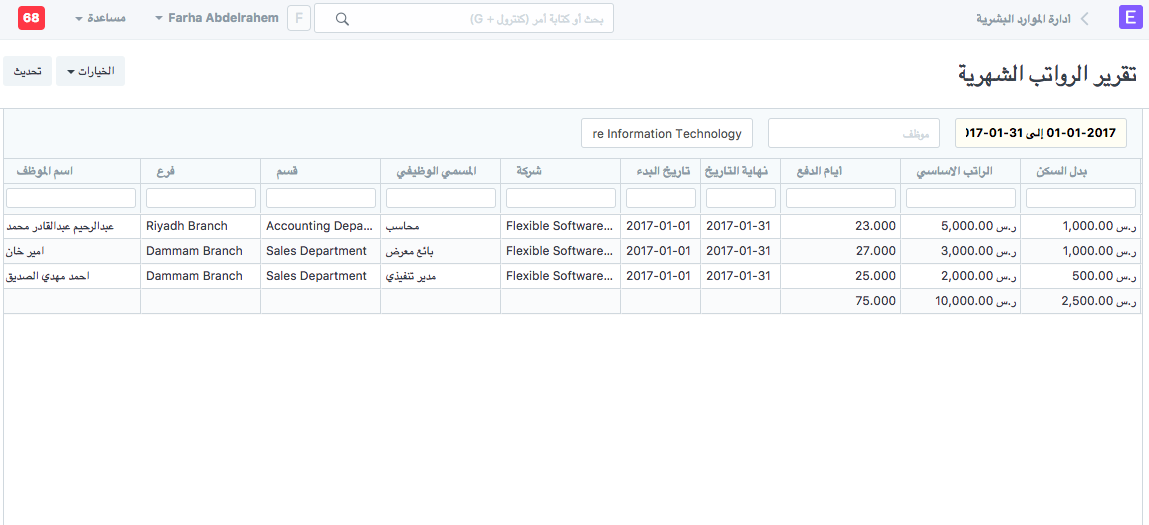 E
ادارة الموارد البشرية
بحث أو كتابة أمر (كنترول + G)
F
Farha Abdelrahem
مساعدة
68
تقرير الرواتب الشهرية
الخيارات
تحديث
01-01-2017 إلى 31-01-2017
موظف
re Information Technology
اسم الموظف فرع قسم المسمي الوظيفي شركة تاريخ البدء نهاية التاريخ أيام الدفع الراتب الاساسي بدل السكن
عبدالرحيم عبدالقادر محمد Riyadh Branch Accounting Depa... محاسب Flexible Software... 2017-01-01 2017-01-31 23.000 ر.س 5,000.00 ر.س 1,000.00
امير خان Dammam Branch Sales Department بائع معرض Flexible Software... 2017-01-01 2017-01-31 27.000 ر.س 3,000.00 ر.س 1,000.00
احمد مهدي الصديق Dammam Branch Sales Department مدير تنفيذي Flexible Software... 2017-01-01 2017-01-31 25.000 ر.س 2,000.00 ر.س 500.00
75.000 ر.س 10,000.00 ر.س 2,500.00